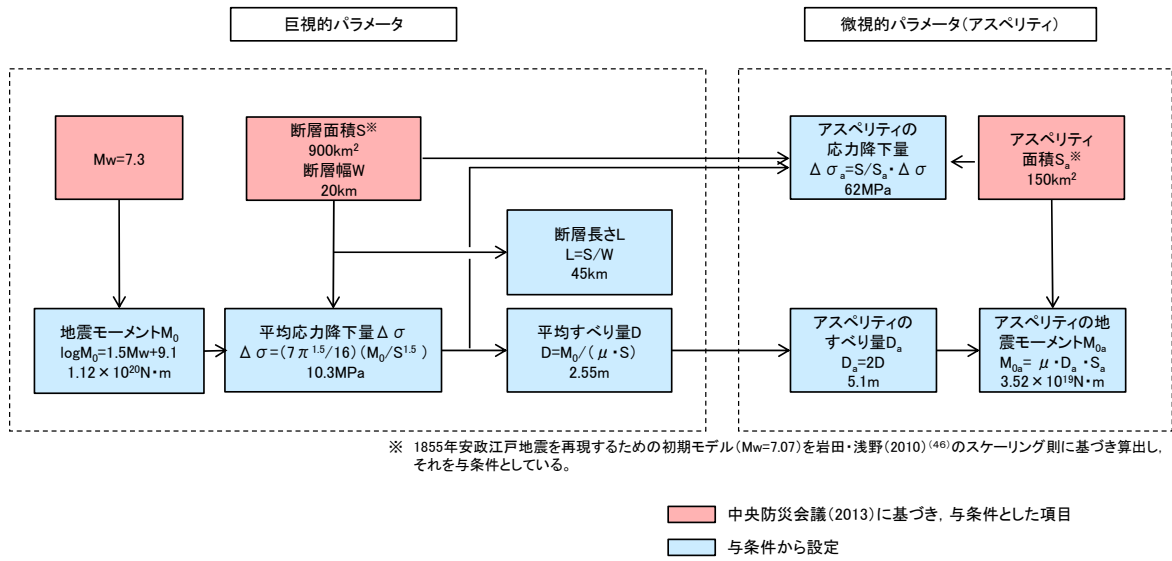 巨視的パラメータ
微視的パラメータ(アスペリティ)
Mw=7.3
断層面積S※
900km²
断層幅W
20km
アスペリティの
応力降下量
Δσₐ=S/Sₐ・Δσ
62MPa
アスペリティ
面積Sₐ※
150km²
断層長さL
L=S/W
45km
地震モーメントM₀
logM₀=1.5Mw+9.1
1.12×10²⁰N・m
平均応力降下量Δσ
Δσ=(7π¹·⁵/16)(M₀/S¹·⁵)
10.3MPa
平均すべり量D
D=M₀/(μ・S)
2.55m
アスペリティの
すべり量Dₐ
Dₐ=2D
5.1m
アスペリティの地
震モーメントM₀ₐ
M₀ₐ= μ・Dₐ・Sₐ
3.52×10¹⁹N・m
※ 1855年安政江戸地震を再現するための初期モデル(Mw=7.07)を岩田・浅野(2010)⁽⁴⁶⁾のスケーリング則に基づき算出し,
それを与条件としている。
中央防災会議(2013)に基づき,与条件とした項目
与条件から設定